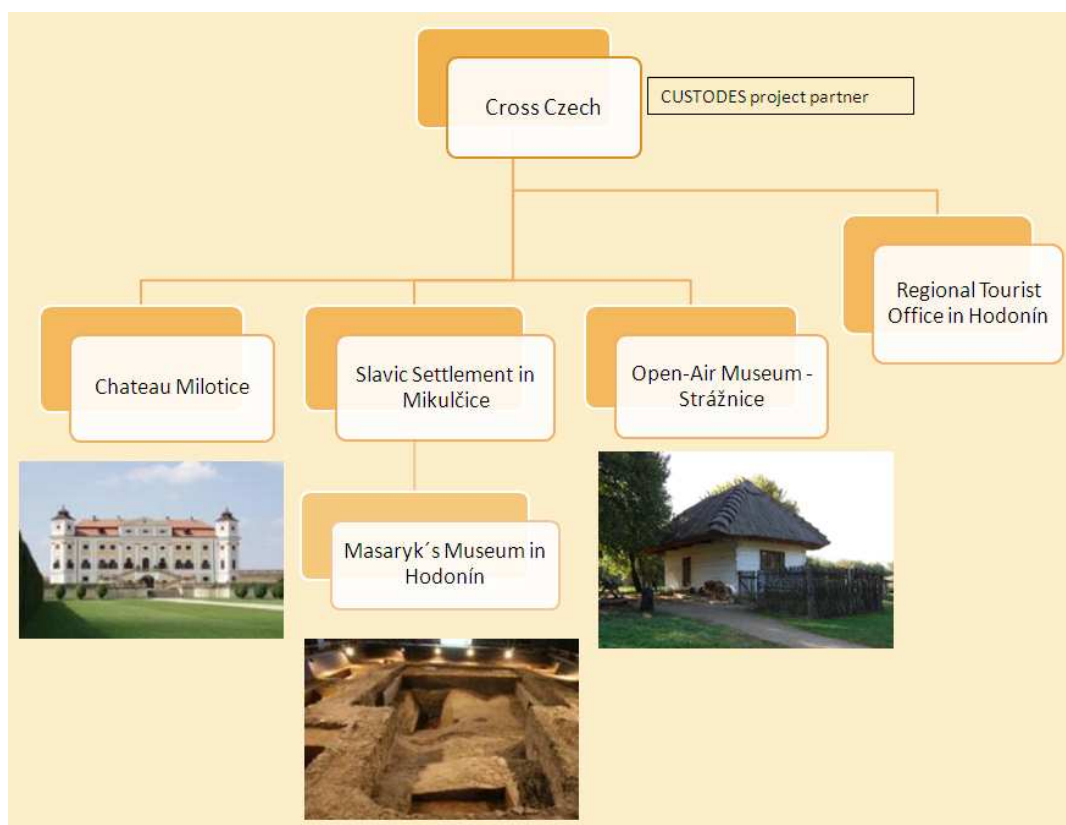 Cross Czech
CUSTODES project partner
Regional Tourist
Office in Hodonín
Chateau Milotice
Slavic Settlement in
Mikulčice
Open-Air Museum -
Strážnice
Masaryk´s Museum in
Hodonín